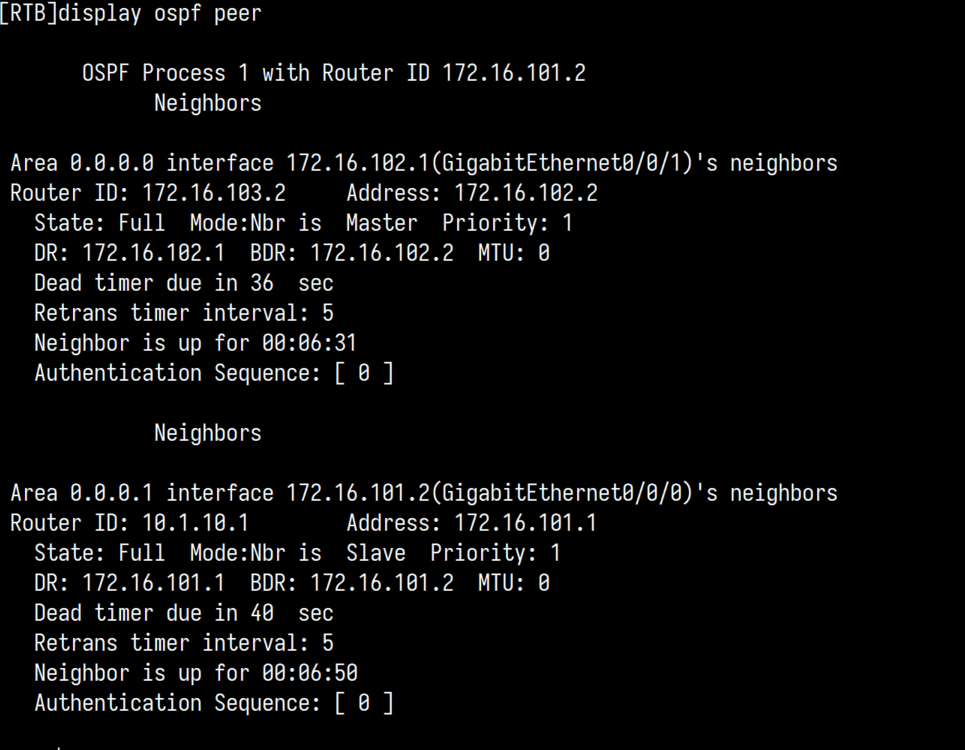 [RTB]display ospf peer
OSPF Process 1 with Router ID 172.16.101.2
Neighbors
Area 0.0.0.0 interface 172.16.102.1(GigabitEthernet0/0/1)'s neighbors
Router ID: 172.16.103.2 Address: 172.16.102.2
State: Full Mode:Nbr is Master Priority: 1
DR: 172.16.102.1 BDR: 172.16.102.2 MTU: 0
Dead timer due in 36 sec
Retrans timer interval: 5
Neighbor is up for 00:06:31
Authentication Sequence: [ 0 ]
Neighbors
Area 0.0.0.1 interface 172.16.101.2(GigabitEthernet0/0/0)'s neighbors
Router ID: 10.1.10.1 Address: 172.16.101.1
State: Full Mode:Nbr is Slave Priority: 1
DR: 172.16.101.1 BDR: 172.16.101.2 MTU: 0
Dead timer due in 40 sec
Retrans timer interval: 5
Neighbor is up for 00:06:50
Authentication Sequence: [ 0 ]